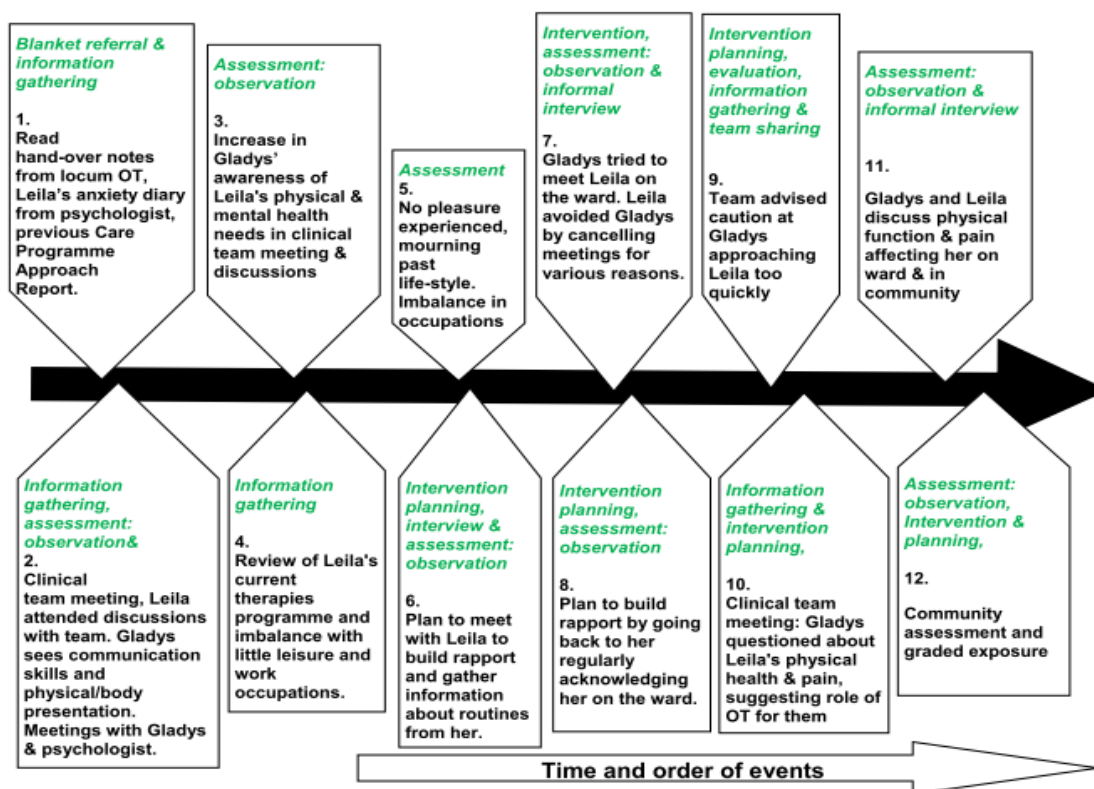 Blanket referral &
information
gathering
1.
Read
hand-over notes
from locum OT,
Leila's anxiety diary
from psychologist,
previous Care
Programme
Approach
Report.
Information
gathering,
assessment:
observation&
2.
Clinical
team meeting, Leila
attended discussions
with team. Gladys
sees communication
skills and
physical/body
presentation.
Meetings with Gladys
& psychologist.
Assessment:
observation
3.
Increase in
Gladys'
awareness of
Leila's physical &
mental health
needs in clinical
team meeting &
discussions
Information
gathering
4.
Review of Leila's
current
therapies
programme and
imbalance with
little leisure and
work
occupations.
Assessment
5.
No pleasure
experienced,
mourning
past
life-style.
Imbalance in
occupations
Intervention
planning,
interview &
assessment:
observation
6.
Plan to meet
with Leila to
build rapport
and gather
information
about routines
from her.
Intervention,
assessment:
observation &
informal
interview
7.
Gladys tried to
meet Leila on
the ward. Leila
avoided Gladys
by cancelling
meetings for
various reasons.
Intervention
planning,
assessment:
observation
8.
Plan to build
rapport by going
back to her
regularly
acknowledging
her on the ward.
Intervention
planning,
evaluation,
information
gathering &
team sharing
9.
Team advised
caution at
Gladys
approaching
Leila too
quickly
Information
gathering &
intervention
planning,
10.
Clinical team
meeting: Gladys
questioned about
Leila's physical
health & pain,
suggesting role of
OT for them
Assessment:
observation &
informal interview
11.
Gladys and Leila
discuss physical
function & pain
affecting her on
ward & in
community
Assessment:
observation,
Intervention &
planning,
12.
Community
assessment and
graded exposure
Time and order of events